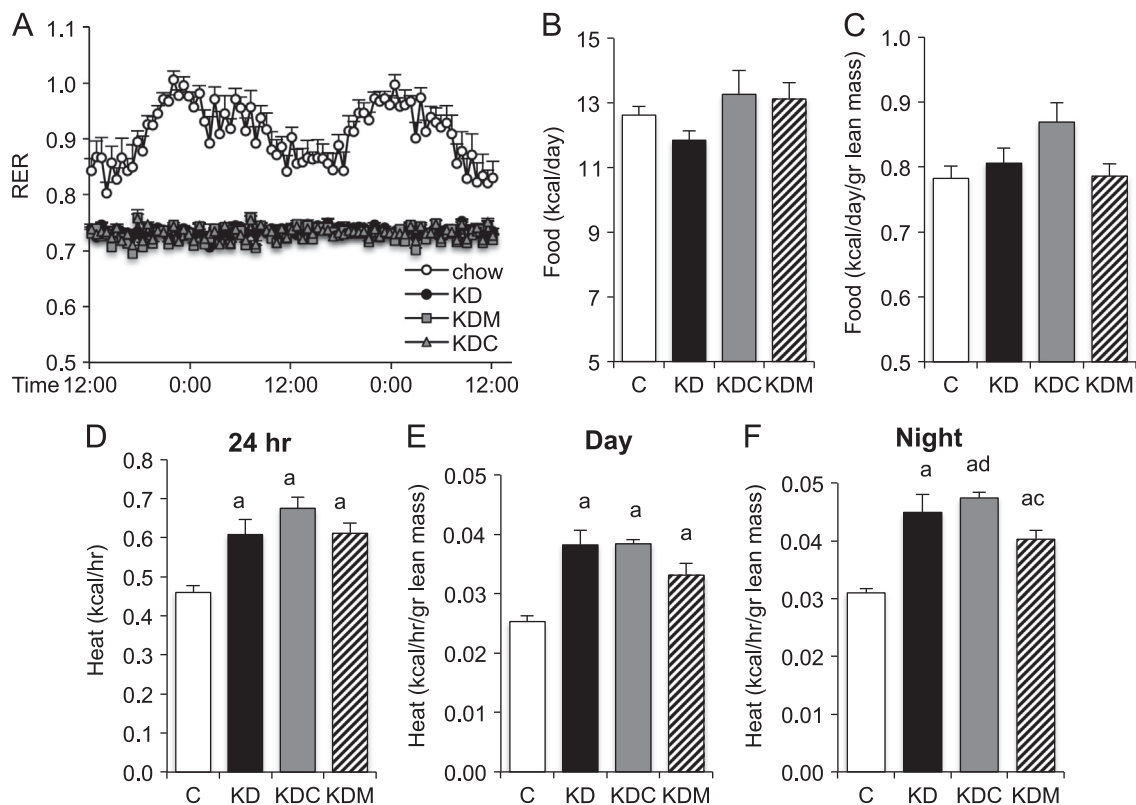 A
1.1
1.0
0.9
0.8
0.7
0.6
0.5
RER
chow
KD
KDM
KDC
Time 12:00 0:00 12:00 0:00 12:00
B
15
13
11
9
7
5
Food (kcal/day)
C KD KDC KDM
C
1.0
0.9
0.8
0.7
0.6
0.5
Food (kcal/day/gr lean mass)
C KD KDC KDM
D
24 hr
0.8
0.7
0.6
0.5
0.4
0.3
0.2
0.1
0.0
Heat (kcal/hr)
a a a
C KD KDC KDM
E
Day
0.05
0.04
0.03
0.02
0.01
0.00
Heat (kcal/hr/gr lean mass)
a a a
C KD KDC KDM
F
Night
0.05
0.04
0.03
0.02
0.01
0.00
Heat (kcal/hr/gr lean mass)
a ad ac
C KD KDC KDM